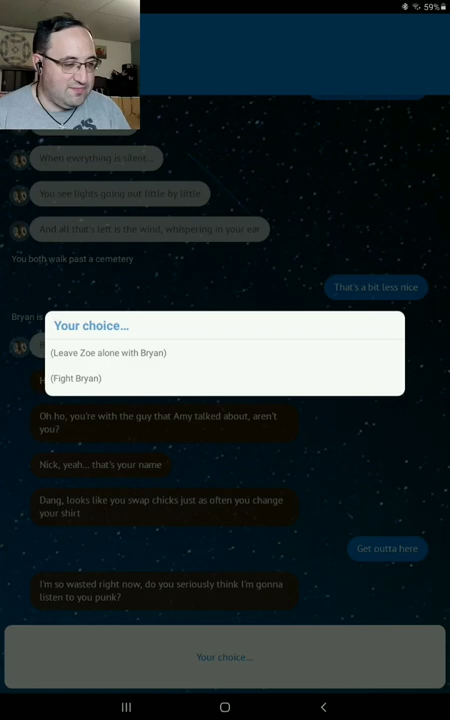 59%
When everything is silent...
You see lights going out little by little
And all that's left is the wind, whispering in your ear
You both walk past a cemetery
That's a bit less nice
Bryan is
Your choice...
(Leave Zoe alone with Bryan)
(Fight Bryan)
Oh ho, you're with the guy that Amy talked about, aren't
you?
Nick, yeah... that's your name
Dang, looks like you swap chicks just as often you change
your shirt
Get outta here
I'm so wasted right now, do you seriously think I'm gonna
listen to you punk?
Your choice...